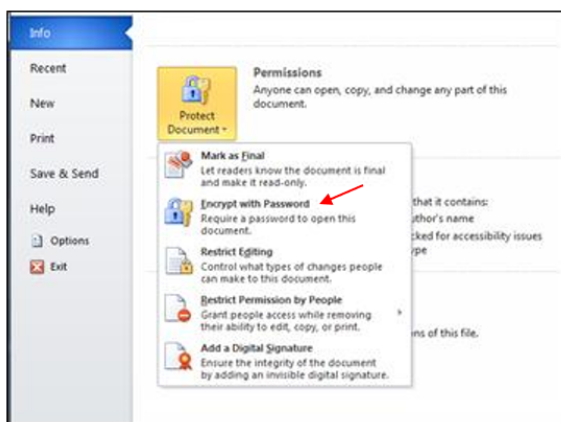 Info
Recent
New
Print
Save & Send
Help
Options
Exit
Permissions
Anyone can open, copy, and change any part of this
document.
Protect
Document
Mark as Final
Let readers know the document is final
and make it read-only.
Encrypt with Password
Require a password to open this
document.
Restrict Editing
Control what types of changes people
can make to this document.
Restrict Permission by People
Grant people access while removing
their ability to edit, copy, or print.
Add a Digital Signature
Ensure the integrity of the document
by adding an invisible digital signature.
that it contains:
uthor's name
cked for accessibility issues
ype
ns of this file.